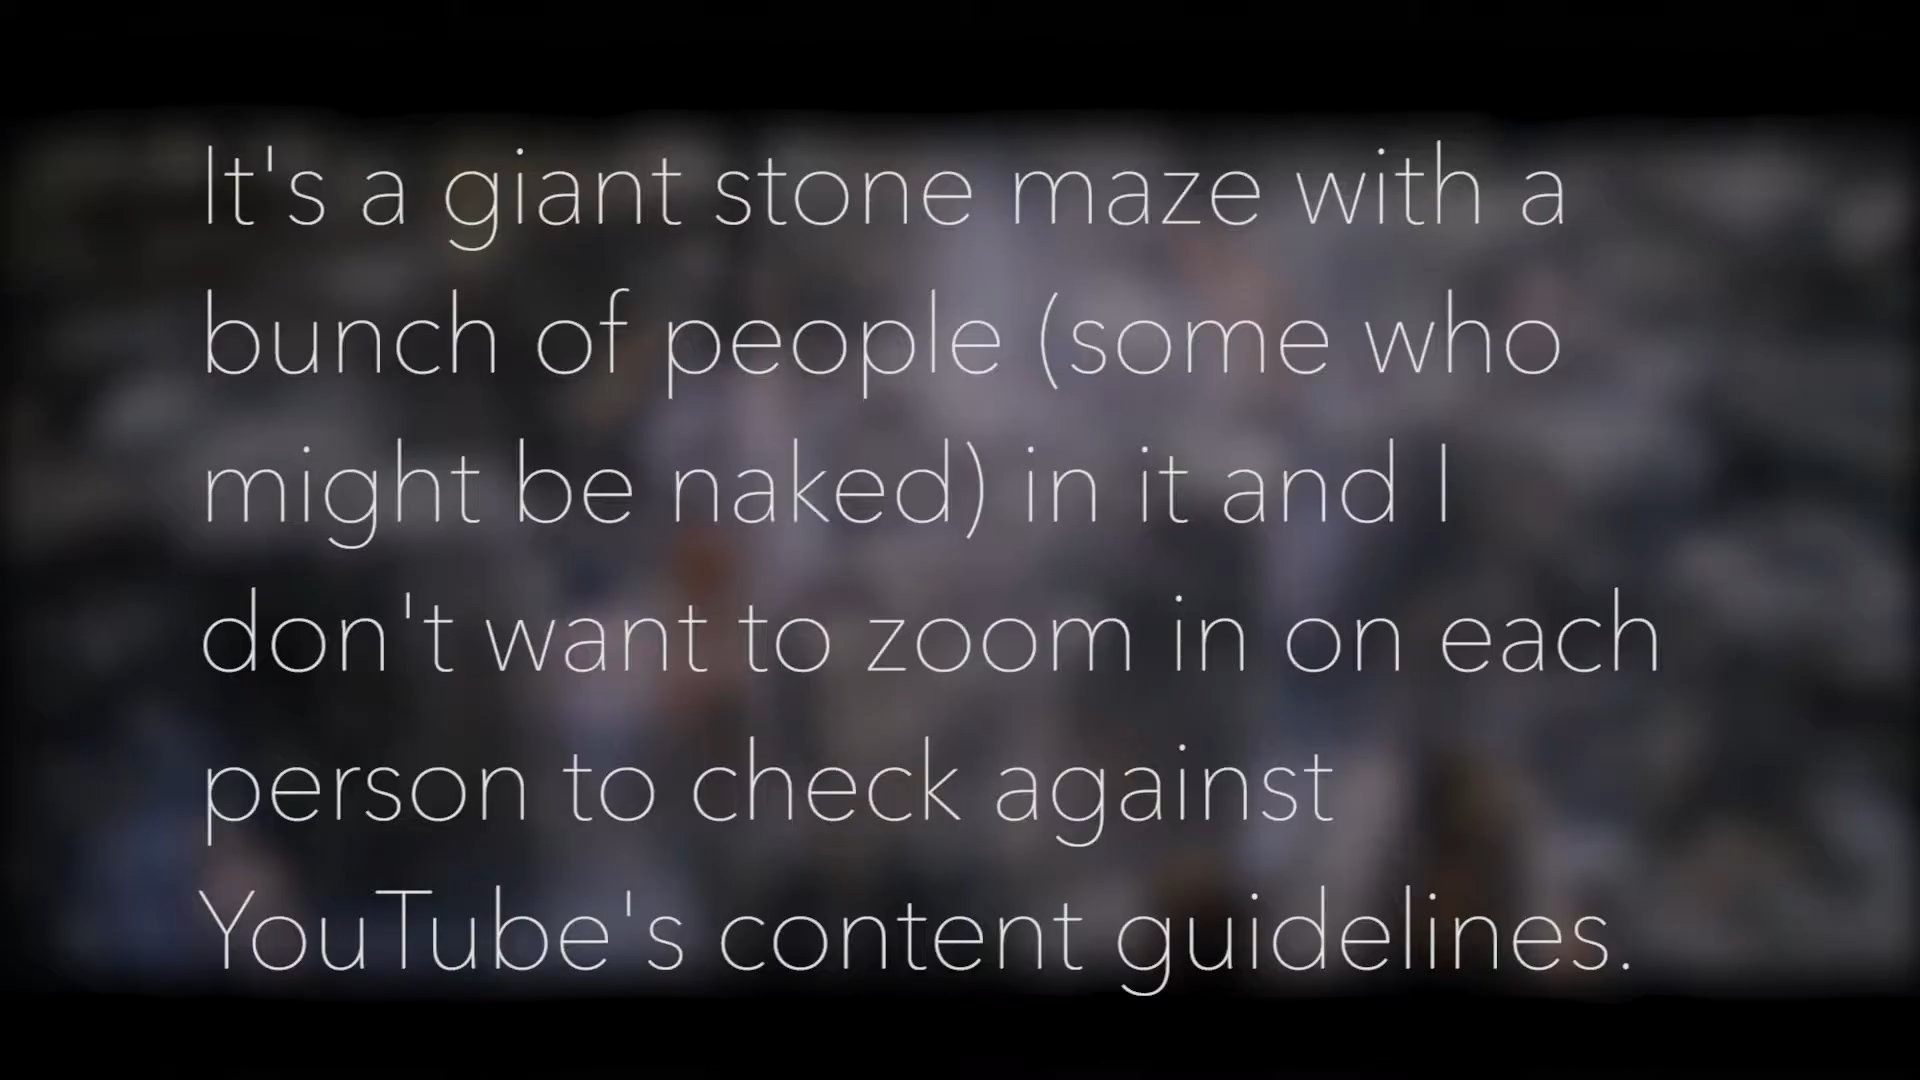 It's a giant stone maze with a
bunch of people (some who
might be naked) in it and I
don't want to zoom in on each
person to check against
YouTube's content guidelines.